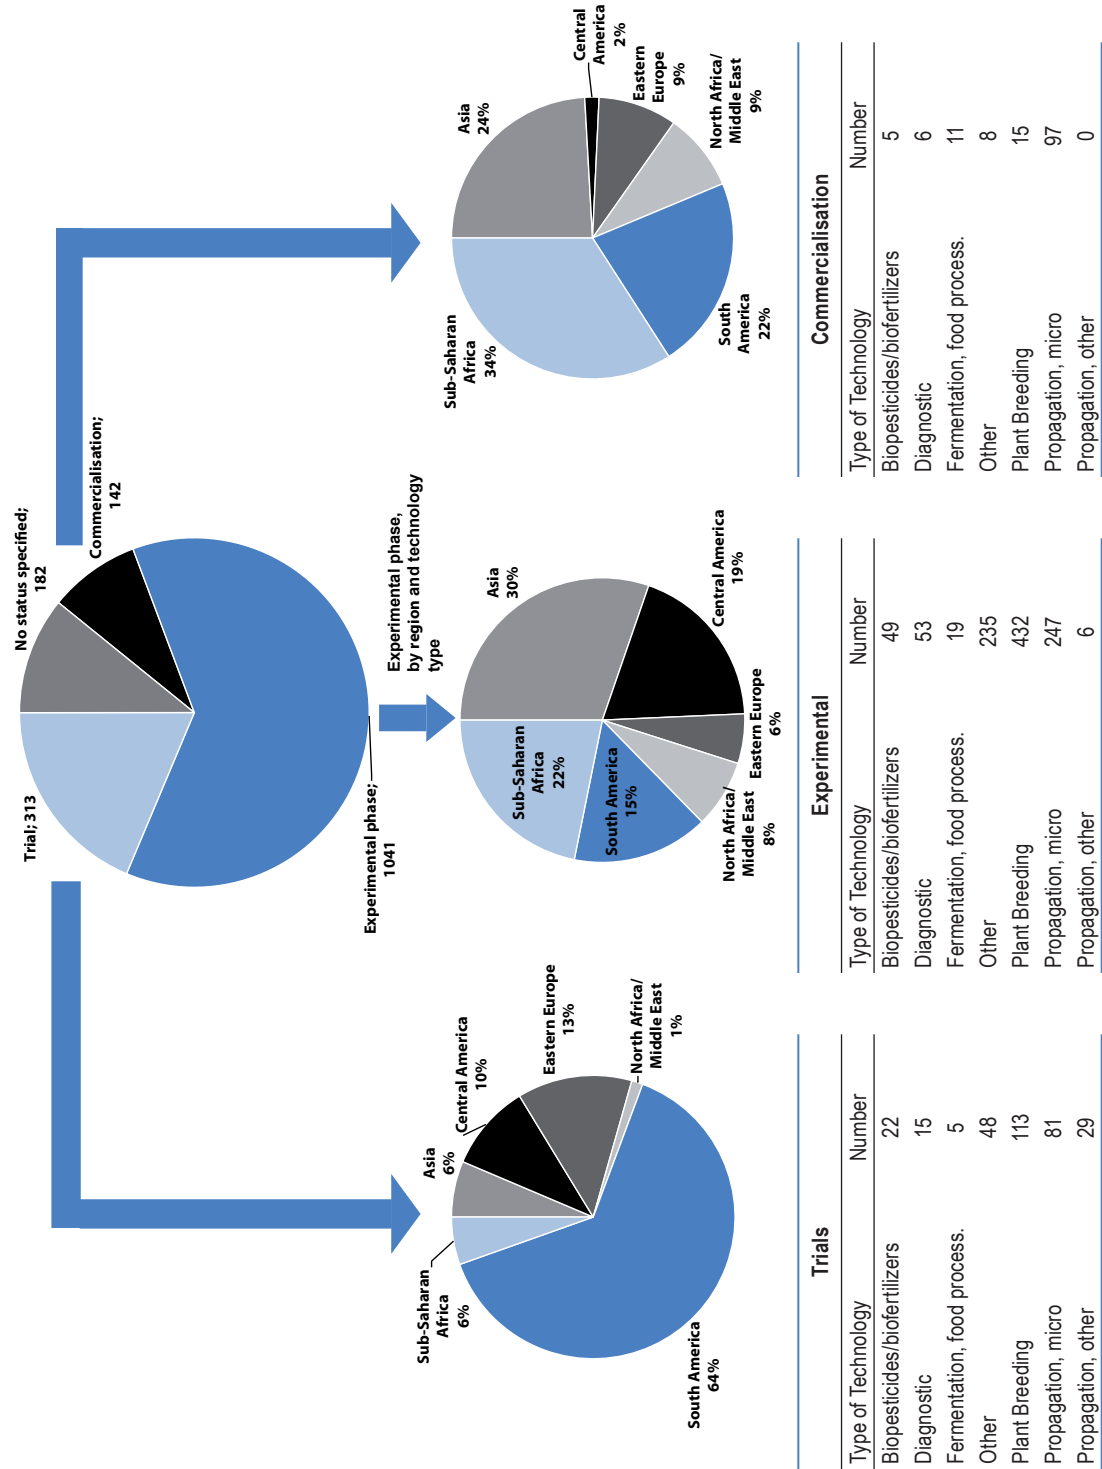 Trial; 313
No status specified;
182
Commercialisation;
142
Experimental phase;
1041
Experimental phase,
by region and technology
type
Sub-Saharan
Africa
6%
Asia
6%
Central America
10%
Eastern Europe
13%
North Africa/
Middle East
1%
South America
64%
Sub-Saharan
Africa
22%
Asia
30%
Central America
19%
Eastern Europe
6%
North Africa/
Middle East
8%
South America
15%
Sub-Saharan
Africa
34%
Asia
24%
Central
America
2%
Eastern
Europe
9%
North Africa/
Middle East
9%
South
America
22%
Trials
Type of Technology Number
Biopesticides/biofertilizers 22
Diagnostic 15
Fermentation, food process. 5
Other 48
Plant Breeding 113
Propagation, micro 81
Propagation, other 29
Experimental
Type of Technology Number
Biopesticides/biofertilizers 49
Diagnostic 53
Fermentation, food process. 19
Other 235
Plant Breeding 432
Propagation, micro 247
Propagation, other 6
Commercialisation
Type of Technology Number
Biopesticides/biofertilizers 5
Diagnostic 6
Fermentation, food process. 11
Other 8
Plant Breeding 15
Propagation, micro 97
Propagation, other 0